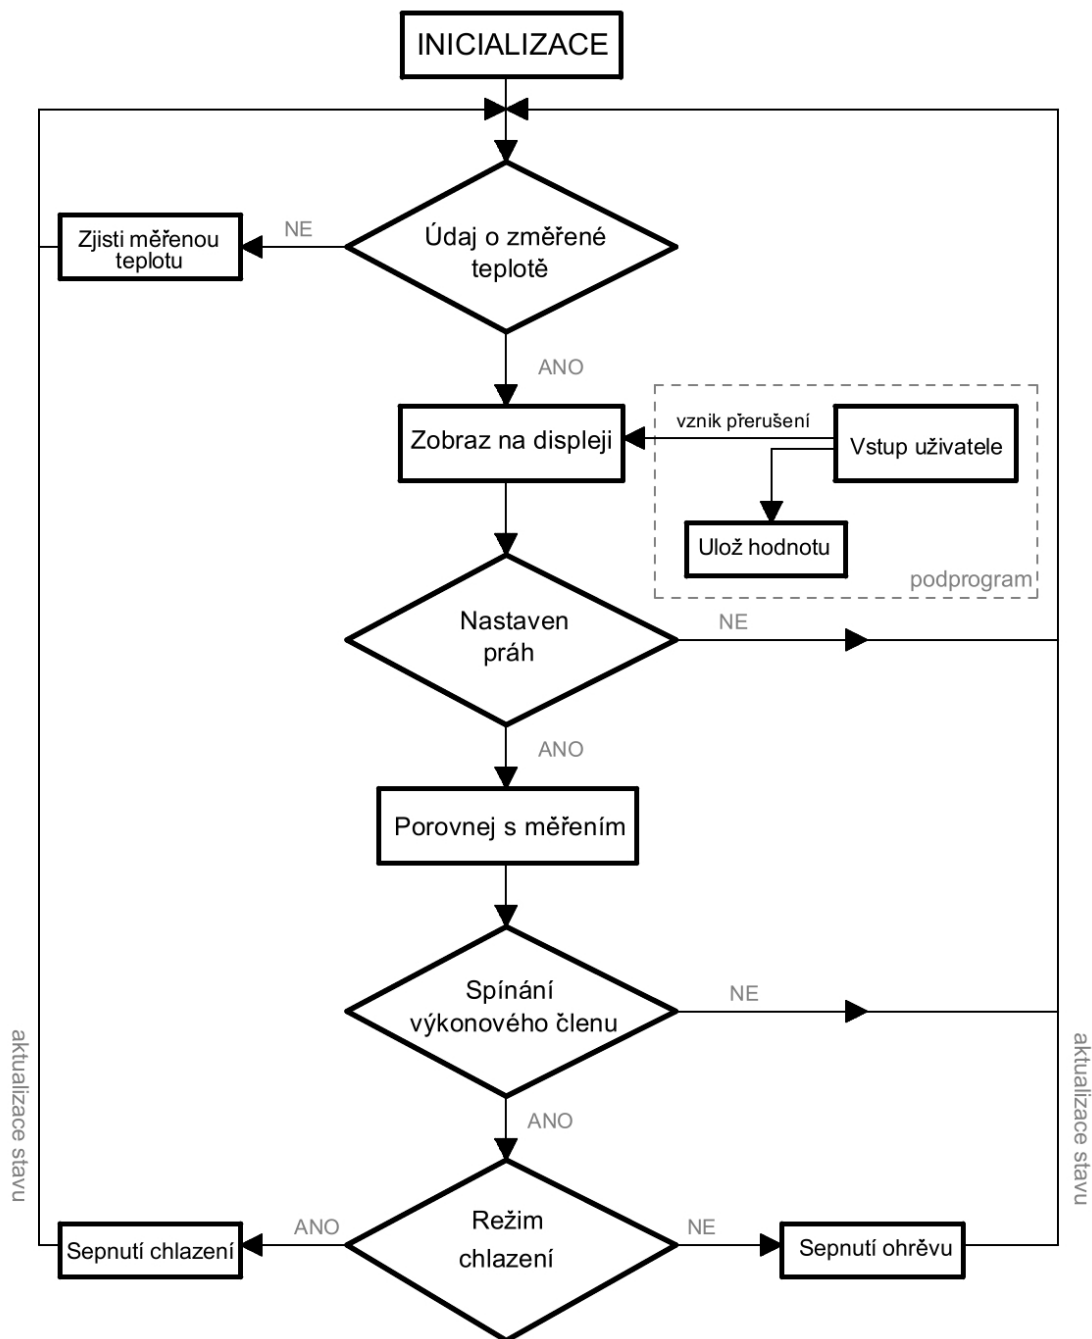 INICIALIZACE
Údaj o změřené
teplotě
NE
Zjisti měřenou
teplotu
ANO
Zobraz na displeji
vznik přerušení
Vstup uživatele
Ulož hodnotu
podprogram
Nastaven
práh
NE
ANO
Porovnej s měřením
Spínání
výkonového členu
NE
ANO
aktualizace stavu
aktualizace stavu
Režim
chlazení
ANO
Sepnutí chlazení
NE
Sepnutí ohrěvu